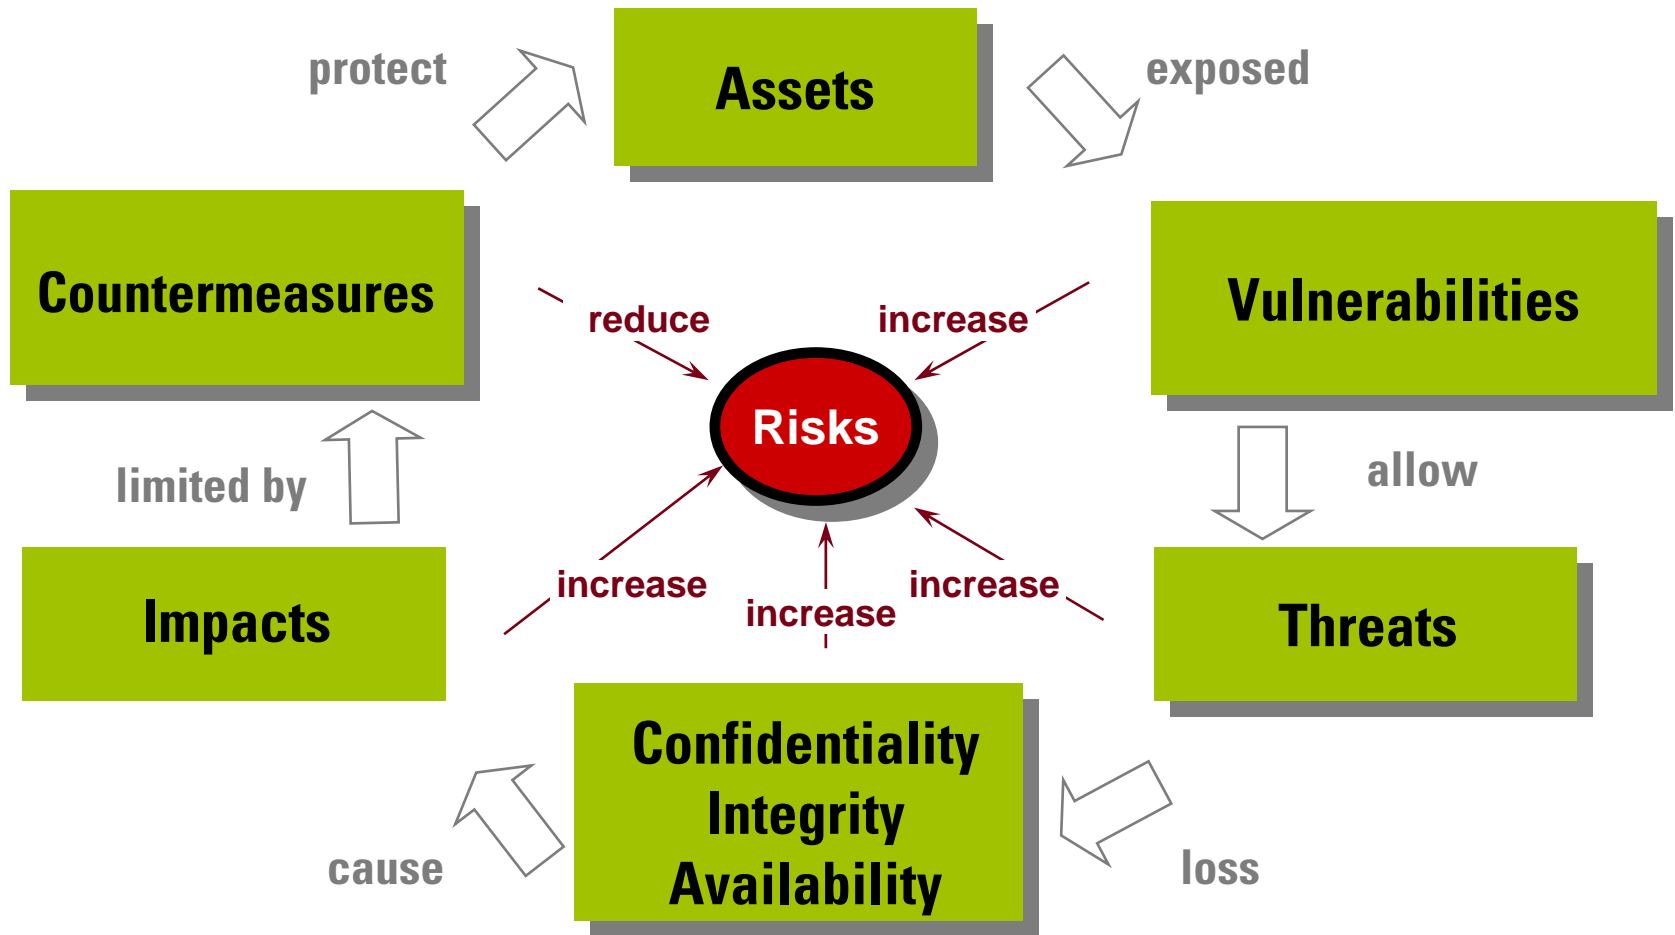 protect
Assets
exposed
Countermeasures
Vulnerabilities
reduce
increase
Risks
limited by
allow
increase
increase
increase
Impacts
Threats
Confidentiality
Integrity
Availability
cause
loss